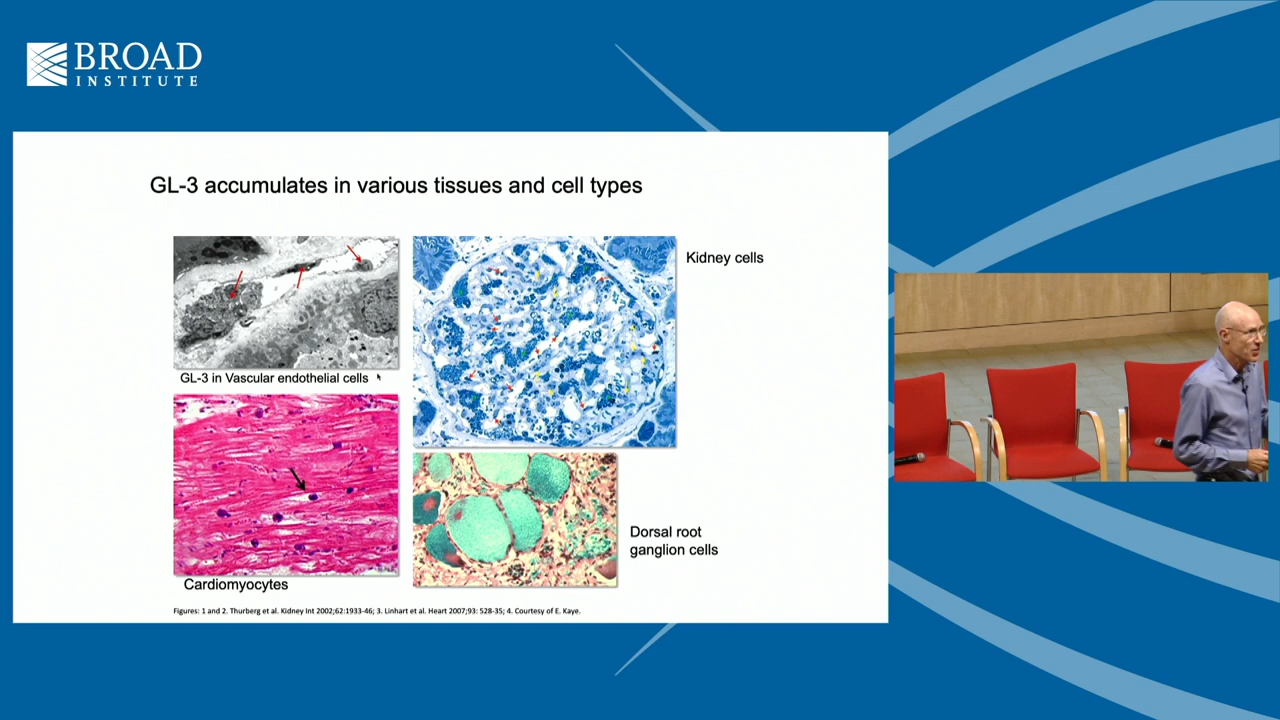 BROAD
INSTITUTE
GL-3 accumulates in various tissues and cell types
Kidney cells
GL-3 in Vascular endothelial cells
Dorsal root
ganglion cells
Cardiomyocytes
Figures: 1 and 2. Thurberg et al. Kidney Int 2002;62:1933-46; 3. Linhart et al. Heart 2007;93: 528-35; 4. Courtesy of E. Kaye.